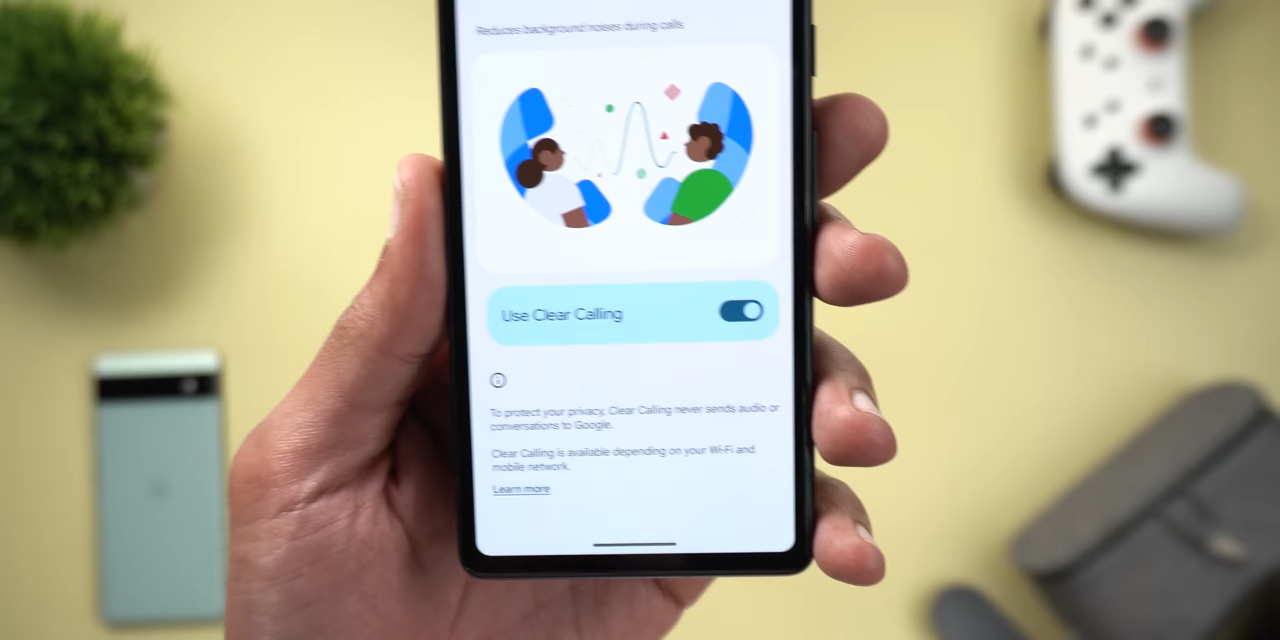 Reduces background noises during calls
Use Clear Calling
To protect your privacy, Clear Calling never sends audio or
conversations to Google.
Clear Calling is available depending on your Wi-Fi and
mobile network.
Learn more